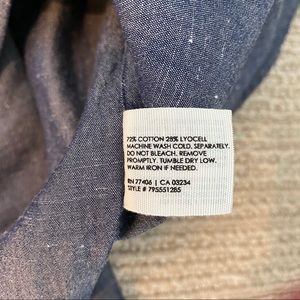 72% COTTON 28% LYOCELL
MACHINE WASH COLD, SEPARATELY.
DO NOT BLEACH. REMOVE
PROMPTLY. TUMBLE DRY LOW.
WARM IRON IF NEEDED.
RN 77406 | CA 03234
STYLE # 795551285